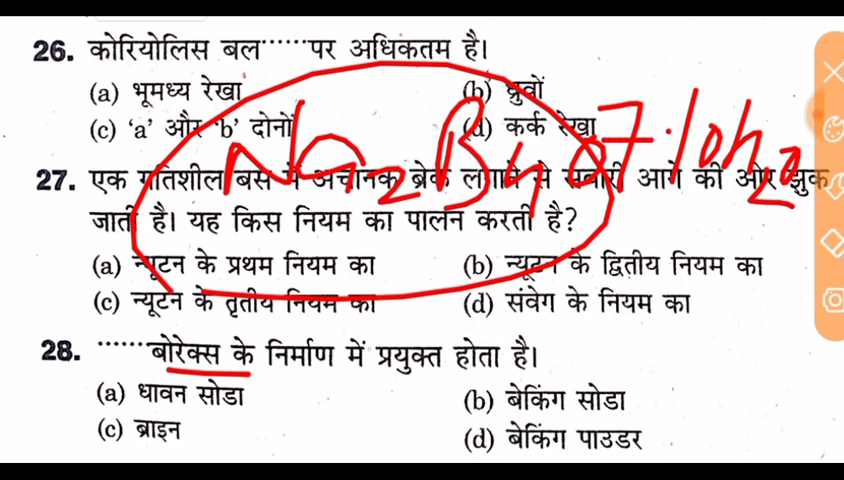 26. कोरियोलिस बल······पर अधिकतम है।
(a) भूमध्य रेखा (b) ध्रुवों
(c) 'a' और 'b' दोनों (d) कर्क रेखा
Na2B4O7·10H2O
27. एक गतिशील बस में अचानक ब्रेक लगाने से सवारी आगे की ओर झुक
जाती है। यह किस नियम का पालन करती है?
(a) न्यूटन के प्रथम नियम का (b) न्यूटन के द्वितीय नियम का
(c) न्यूटन के तृतीय नियम का (d) संवेग के नियम का
28. ······बोरेक्स के निर्माण में प्रयुक्त होता है।
(a) धावन सोडा (b) बेकिंग सोडा
(c) ब्राइन (d) बेकिंग पाउडर